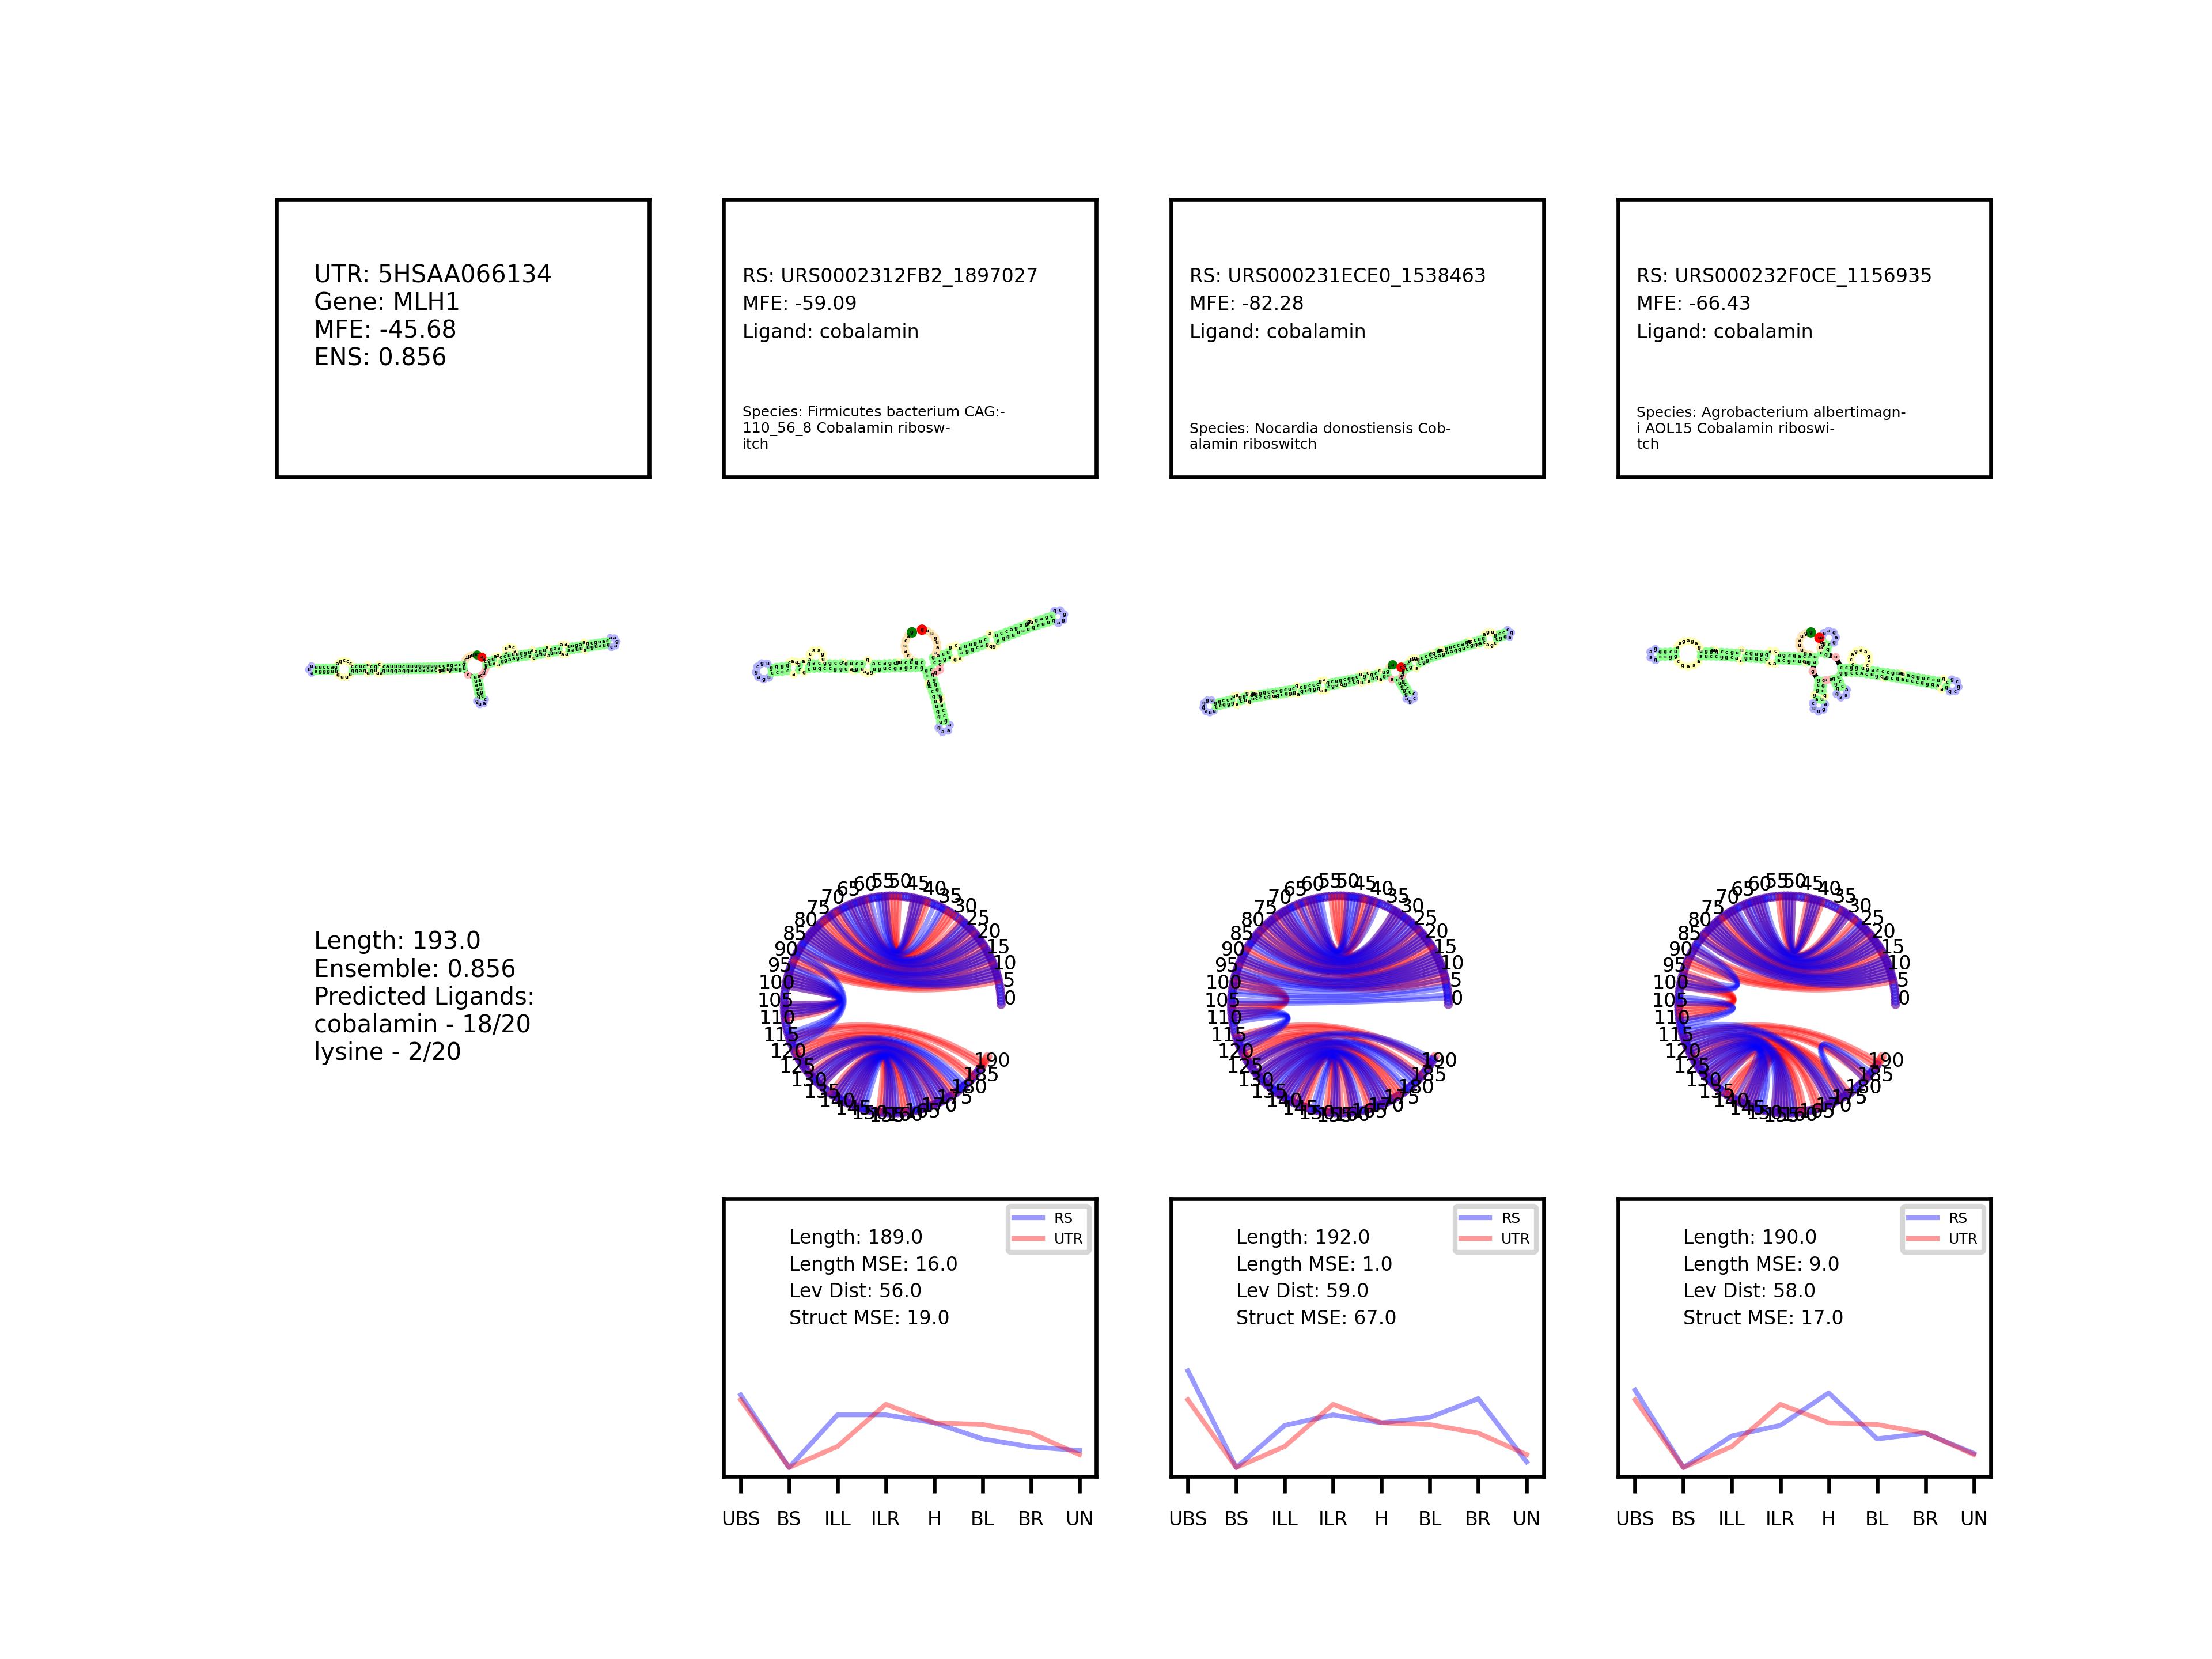 UTR: 5HSAA066134
Gene: MLH1
MFE: -45.68
ENS: 0.856
RS: URS0002312FB2_1897027
MFE: -59.09
Ligand: cobalamin
Species: Firmicutes bacterium CAG:-
110_56_8 Cobalamin ribosw-
itch
RS: URS000231ECE0_1538463
MFE: -82.28
Ligand: cobalamin
Species: Nocardia donostiensis Cob-
alamin riboswitch
RS: URS000232F0CE_1156935
MFE: -66.43
Ligand: cobalamin
Species: Agrobacterium albertimagn-
i AOL15 Cobalamin riboswi-
tch
Length: 193.0
Ensemble: 0.856
Predicted Ligands:
cobalamin - 18/20
lysine - 2/20
0 5 10 15 20 25 30 35 40 45 50 55 60 65 70 75 80 85 90 95 100 105 110 115 120 125 130 135 140 145 150 155 160 165 170 175 180 185 190
0 5 10 15 20 25 30 35 40 45 50 55 60 65 70 75 80 85 90 95 100 105 110 115 120 125 130 135 140 145 150 155 160 165 170 175 180 185 190
0 5 10 15 20 25 30 35 40 45 50 55 60 65 70 75 80 85 90 95 100 105 110 115 120 125 130 135 140 145 150 155 160 165 170 175 180 185 190
RS
UTR
Length: 189.0
Length MSE: 16.0
Lev Dist: 56.0
Struct MSE: 19.0
UBS BS ILL ILR H BL BR UN
RS
UTR
Length: 192.0
Length MSE: 1.0
Lev Dist: 59.0
Struct MSE: 67.0
UBS BS ILL ILR H BL BR UN
RS
UTR
Length: 190.0
Length MSE: 9.0
Lev Dist: 58.0
Struct MSE: 17.0
UBS BS ILL ILR H BL BR UN